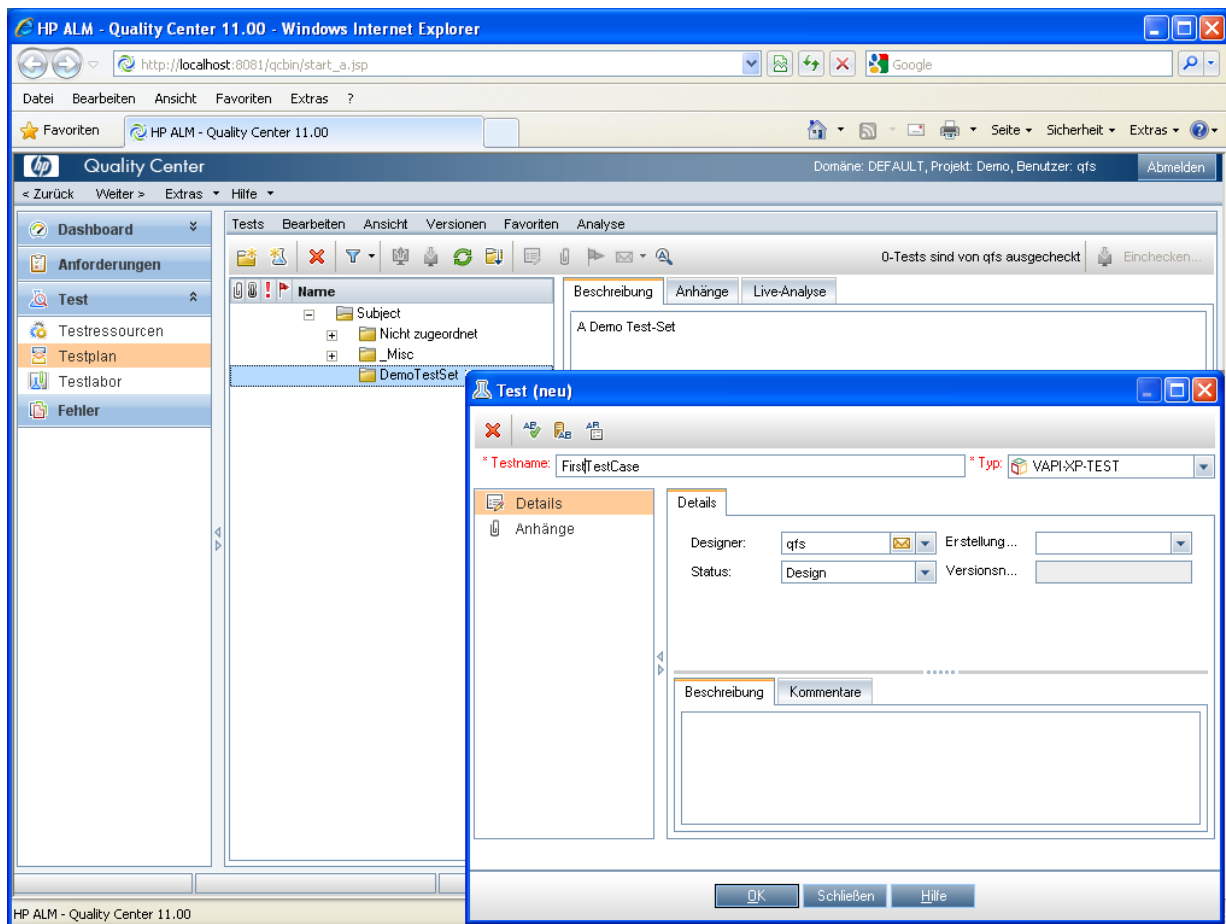 HP ALM - Quality Center 11.00 - Windows Internet Explorer
http://localhost:8081/qcbin/start_a.jsp
Google
Datei Bearbeiten Ansicht Favoriten Extras ?
Favoriten HP ALM - Quality Center 11.00 Seite Sicherheit Extras
hp Quality Center Domäne: DEFAULT, Projekt: Demo, Benutzer: qfs Abmelden
< Zurück Weiter > Extras Hilfe
Dashboard
Anforderungen
Test
Testressourcen
Testplan
Testlabor
Fehler
Tests Bearbeiten Ansicht Versionen Favoriten Analyse
0-Tests sind von qfs ausgecheckt Einchecken...
Name
Subject
Nicht zugeordnet
_Misc
DemoTestSet
Beschreibung Anhänge Live-Analyse
A Demo Test-Set
Test (neu)
* Testname: FirstTestCase * Typ: VAPI-XP-TEST
Details
Anhänge
Details
Designer: qfs Erstellung...
Status: Design Versionsn...
Beschreibung Kommentare
OK Schließen Hilfe
HP ALM - Quality Center 11.00